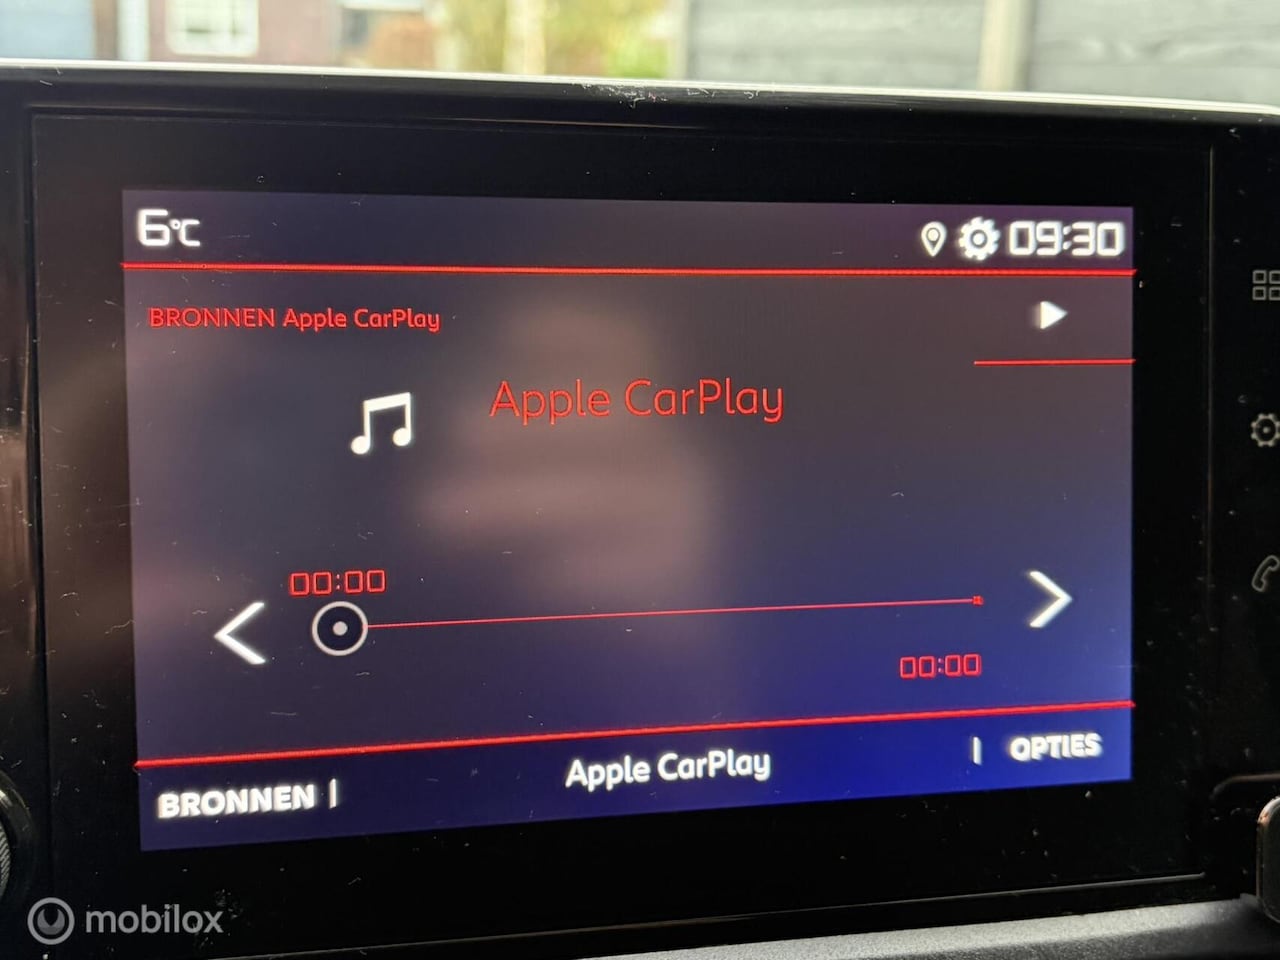 6°C
09:30
BRONNEN Apple CarPlay
Apple CarPlay
00:00
00:00
BRONNEN |
Apple CarPlay
| OPTIES
mobilox